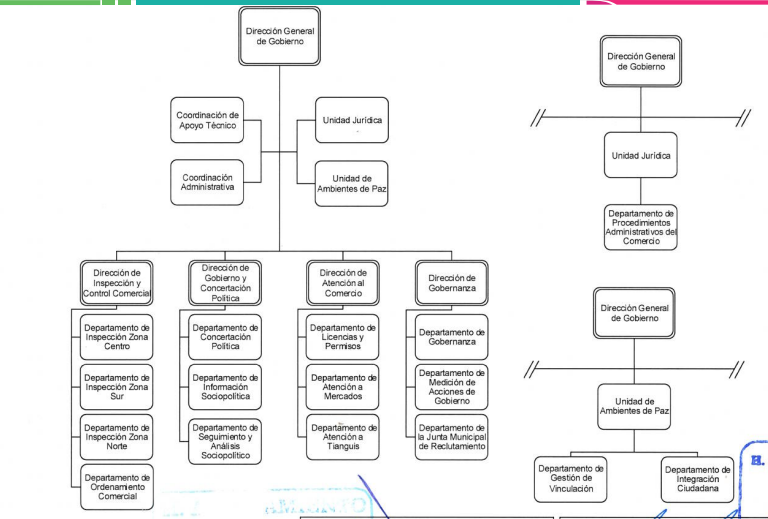 Dirección General
de Gobierno
Coordinación de
Apoyo Técnico
Unidad Jurídica
Coordinación
Administrativa
Unidad de
Ambientes de Paz
Dirección de
Inspección y
Control Comercial
Dirección de
Gobierno y
Concertación
Política
Dirección de
Atención al
Comercio
Dirección de
Gobernanza
Departamento de
Inspección Zona
Centro
Departamento de
Concertación
Política
Departamento de
Licencias y
Permisos
Departamento de
Gobernanza
Departamento de
Inspección Zona
Sur
Departamento de
Información
Sociopolítica
Departamento de
Atención a
Mercados
Departamento de
Medición de
Acciones de
Gobierno
Departamento de
Inspección Zona
Norte
Departamento de
Seguimiento y
Análisis
Sociopolítico
Departamento de
Atención a
Tianguis
Departamento de
la Junta Municipal
de Reclutamiento
Departamento de
Ordenamiento
Comercial
Dirección General
de Gobierno
Unidad Jurídica
Departamento de
Procedimientos
Administrativos del
Comercio
Dirección General
de Gobierno
Unidad de
Ambientes de Paz
Departamento de
Gestión de
Vinculación
Departamento de
Integración
Ciudadana
H.